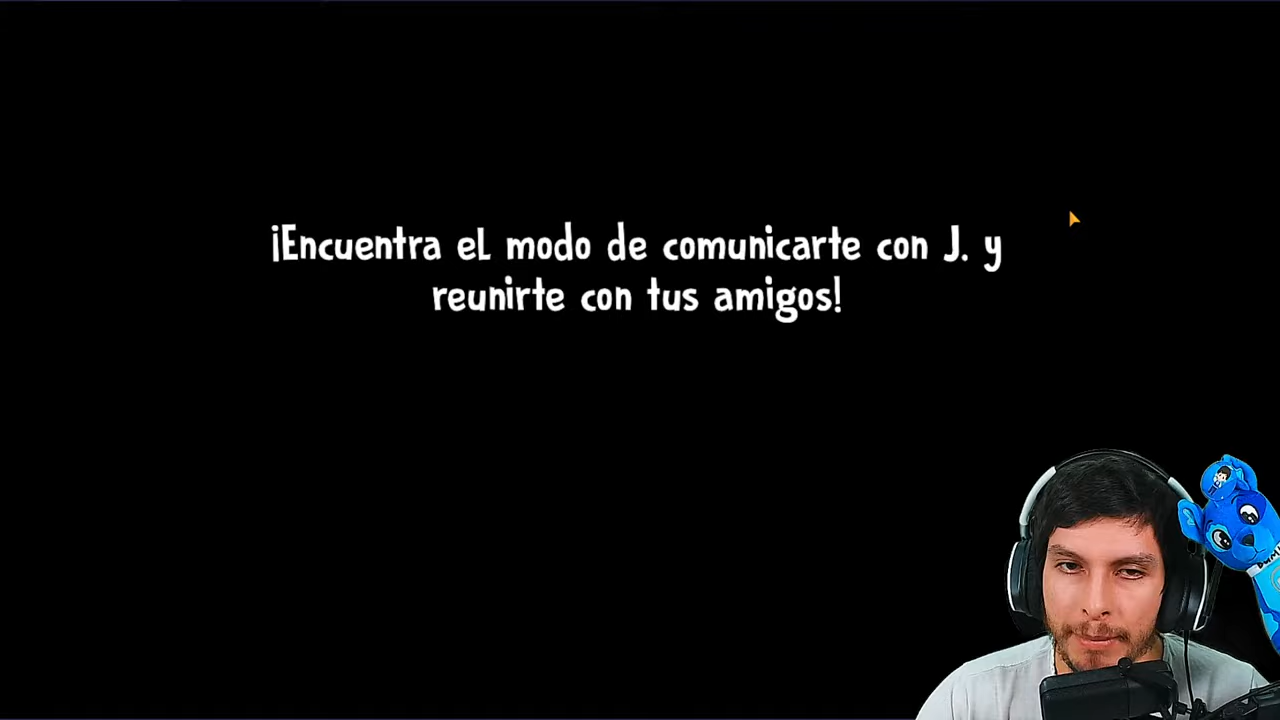 ¡Encuentra el modo de comunicarte con J. y
reunirte con tus amigos!